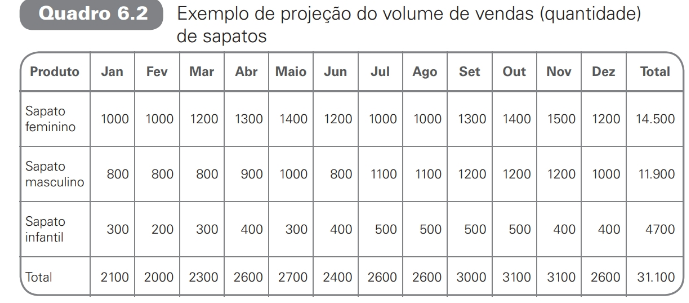 Quadro 6.2 Exemplo de projeção do volume de vendas (quantidade)
de sapatos
Produto Jan Fev Mar Abr Maio Jun Jul Ago Set Out Nov Dez Total
Sapato
feminino 1000 1000 1200 1300 1400 1200 1000 1000 1300 1400 1500 1200 14.500
Sapato
masculino 800 800 800 900 1000 800 1100 1100 1200 1200 1200 1000 11.900
Sapato
infantil 300 200 300 400 300 400 500 500 500 500 400 400 4700
Total 2100 2000 2300 2600 2700 2400 2600 2600 3000 3100 3100 2600 31.100